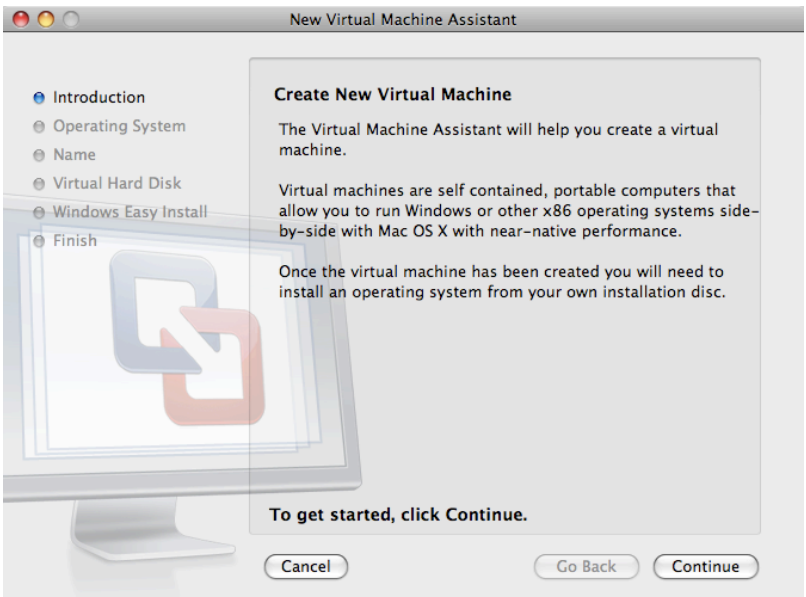 New Virtual Machine Assistant
Introduction
Operating System
Name
Virtual Hard Disk
Windows Easy Install
Finish
Create New Virtual Machine
The Virtual Machine Assistant will help you create a virtual
machine.
Virtual machines are self contained, portable computers that
allow you to run Windows or other x86 operating systems side-
by-side with Mac OS X with near-native performance.
Once the virtual machine has been created you will need to
install an operating system from your own installation disc.
To get started, click Continue.
Cancel
Go Back
Continue